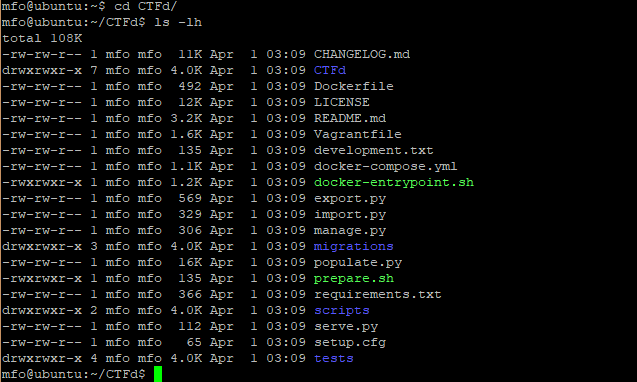 mfo@ubuntu:~$ cd CTFd/
mfo@ubuntu:~/CTFd$ ls -lh
total 108K
-rw-rw-r-- 1 mfo mfo  11K Apr  1 03:09 CHANGELOG.md
drwxrwxr-x 7 mfo mfo 4.0K Apr  1 03:09 CTFd
-rw-rw-r-- 1 mfo mfo  492 Apr  1 03:09 Dockerfile
-rw-rw-r-- 1 mfo mfo  12K Apr  1 03:09 LICENSE
-rw-rw-r-- 1 mfo mfo 3.2K Apr  1 03:09 README.md
-rw-rw-r-- 1 mfo mfo 1.6K Apr  1 03:09 Vagrantfile
-rw-rw-r-- 1 mfo mfo  135 Apr  1 03:09 development.txt
-rw-rw-r-- 1 mfo mfo 1.1K Apr  1 03:09 docker-compose.yml
-rwxrwxr-x 1 mfo mfo 1.2K Apr  1 03:09 docker-entrypoint.sh
-rw-rw-r-- 1 mfo mfo  569 Apr  1 03:09 export.py
-rw-rw-r-- 1 mfo mfo  329 Apr  1 03:09 import.py
-rw-rw-r-- 1 mfo mfo  306 Apr  1 03:09 manage.py
drwxrwxr-x 3 mfo mfo 4.0K Apr  1 03:09 migrations
-rw-rw-r-- 1 mfo mfo  16K Apr  1 03:09 populate.py
-rwxrwxr-x 1 mfo mfo  135 Apr  1 03:09 prepare.sh
-rw-rw-r-- 1 mfo mfo  366 Apr  1 03:09 requirements.txt
drwxrwxr-x 2 mfo mfo 4.0K Apr  1 03:09 scripts
-rw-rw-r-- 1 mfo mfo  112 Apr  1 03:09 serve.py
-rw-rw-r-- 1 mfo mfo   65 Apr  1 03:09 setup.cfg
drwxrwxr-x 4 mfo mfo 4.0K Apr  1 03:09 tests
mfo@ubuntu:~/CTFd$